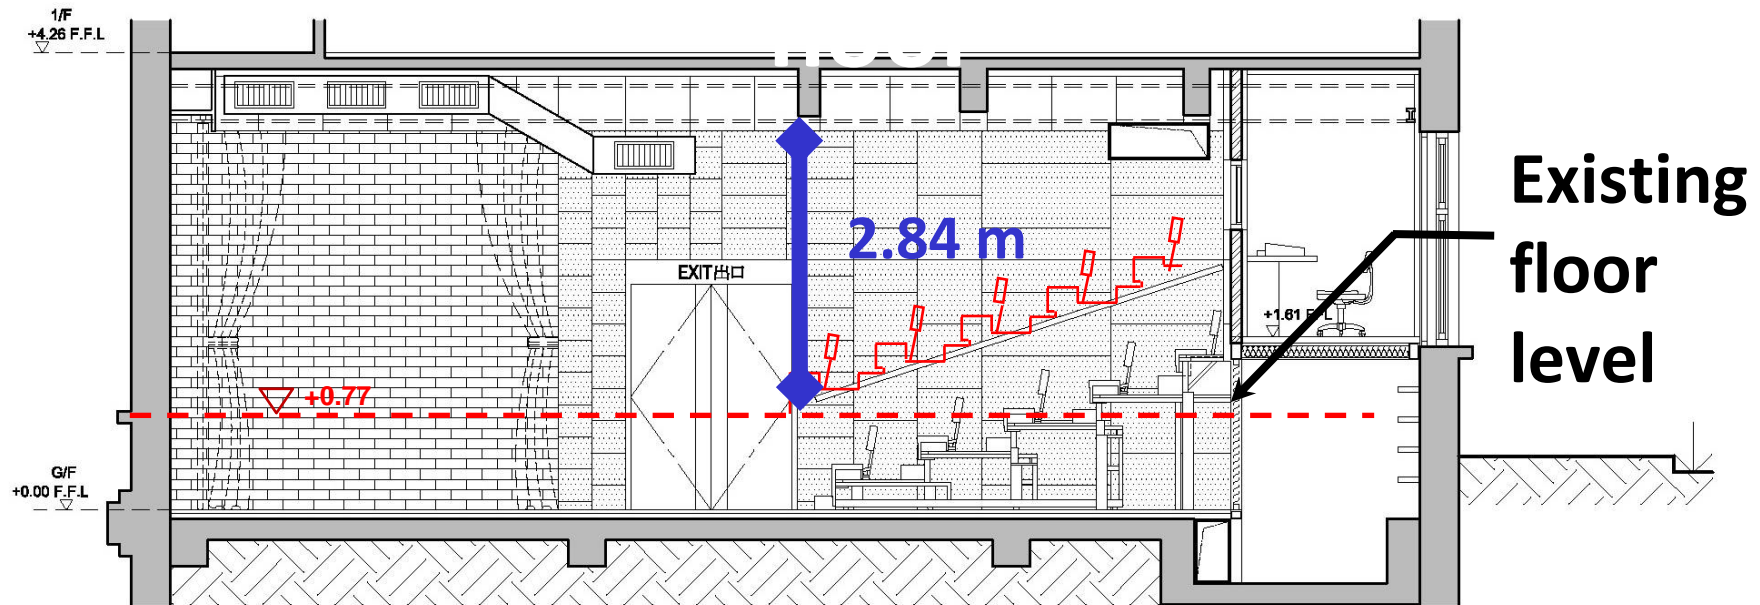 1/F
+4.26 F.F.L
floor
EXIT出口
2.84 m
Existing
floor
level
+1.61 F.F.L
+0.77
G/F
+0.00 F.F.L